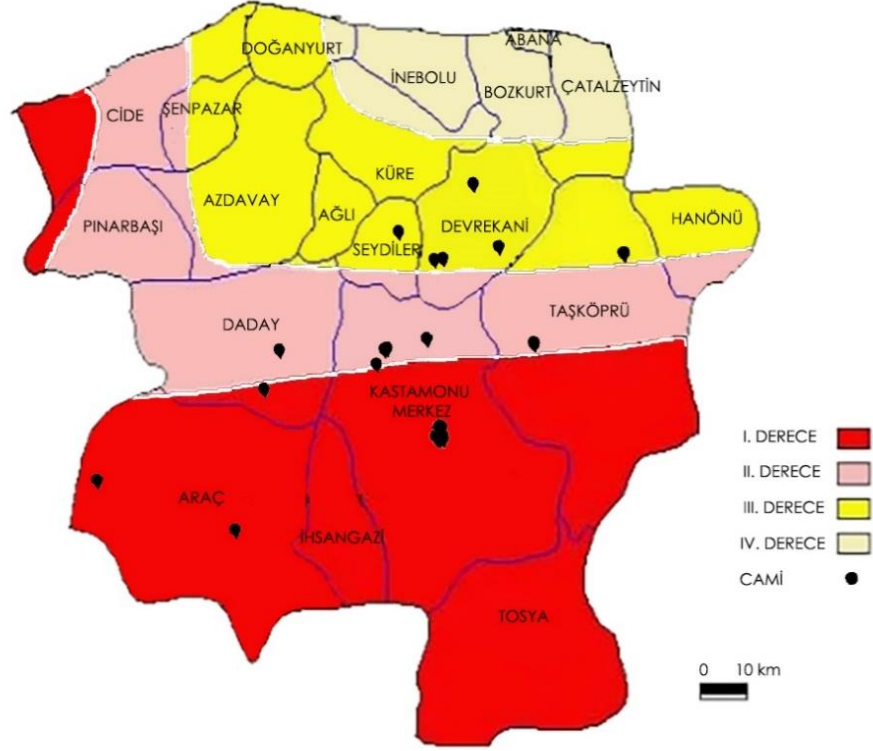 ABANA
DOĞANYURT
İNEBOLU
BOZKURT
ÇATALZEYTİN
CİDE
ŞENPAZAR
KÜRE
AZDAVAY
AĞLI
PINARBAŞI
SEYDİLER
DEVREKANİ
HANÖNÜ
DADAY
TAŞKÖPRÜ
KASTAMONU
MERKEZ
ARAÇ
İHSANGAZİ
TOSYA
I. DERECE
II. DERECE
III. DERECE
IV. DERECE
CAMİ
0 10 km